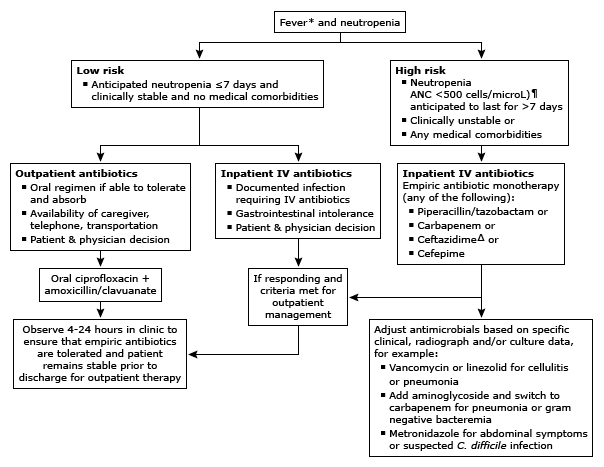 Fever* and neutropenia
Low risk
▪ Anticipated neutropenia ≤7 days and
clinically stable and no medical comorbidities
High risk
▪ Neutropenia
ANC <500 cells/microL)¶
anticipated to last for >7 days
▪ Clinically unstable or
▪ Any medical comorbidities
Outpatient antibiotics
▪ Oral regimen if able to tolerate
and absorb
▪ Availability of caregiver,
telephone, transportation
▪ Patient & physician decision
Inpatient IV antibiotics
▪ Documented infection
requiring IV antibiotics
▪ Gastrointestinal intolerance
▪ Patient & physician decision
Inpatient IV antibiotics
Empiric antibiotic monotherapy
(any of the following):
▪ Piperacillin/tazobactam or
▪ Carbapenem or
▪ CeftazidimeΔ or
▪ Cefepime
Oral ciprofloxacin +
amoxicillin/clavuanate
If responding and
criteria met for
outpatient
management
Observe 4-24 hours in clinic to
ensure that empiric antibiotics
are tolerated and patient
remains stable prior to
discharge for outpatient therapy
Adjust antimicrobials based on specific
clinical, radiograph and/or culture data,
for example:
▪ Vancomycin or linezolid for cellulitis
or pneumonia
▪ Add aminoglycoside and switch to
carbapenem for pneumonia or gram
negative bacteremia
▪ Metronidazole for abdominal symptoms
or suspected C. difficile infection